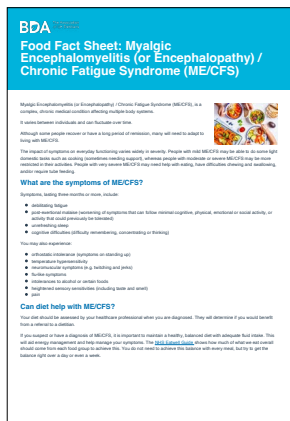 BDA
Food Fact Sheet: Myalgic
Encephalomyelitis (or Encephalopathy) /
Chronic Fatigue Syndrome (ME/CFS)
Myalgic Encephalomyelitis (or Encephalopathy) / Chronic Fatigue Syndrome (ME/CFS), is a
complex, chronic medical condition affecting multiple body systems.
It varies between individuals and can fluctuate over time.
Although some people recover or have a long period of remission, many will need to adapt to
living with ME/CFS.
The impact of symptoms on everyday functioning varies widely in severity. People with mild ME/CFS may be able to do some light
domestic tasks such as cooking (sometimes needing support), whereas people with moderate or severe ME/CFS may be more
restricted in their activities. People with very severe ME/CFS may need help with eating, have difficulties chewing and swallowing,
and/or require tube feeding.
What are the symptoms of ME/CFS?
Symptoms, lasting three months or more, include:
• debilitating fatigue
• post-exertional malaise (worsening of symptoms that can follow minimal cognitive, physical, emotional or social activity, or
activity that could previously be tolerated)
• unrefreshing sleep
• cognitive difficulties (difficulty remembering, concentrating or thinking)
You may also experience:
• orthostatic intolerance (symptoms on standing up)
• temperature hypersensitivity
• neuromuscular symptoms (e.g. twitching and jerks)
• flu-like symptoms
• intolerances to alcohol or certain foods
• heightened sensory sensitivities (including taste and smell)
• pain
Can diet help with ME/CFS?
Your diet should be assessed by your healthcare professional when you are diagnosed. They will determine if you would benefit
from a referral to a dietitian.
If you suspect or have a diagnosis of ME/CFS, it is important to maintain a healthy, balanced diet with adequate fluid intake. This
will aid energy management and help manage your symptoms. The NHS Eatwell Guide shows how much of what we eat overall
should come from each food group to achieve this. You do not need to achieve this balance with every meal, but try to get the
balance right over a day or even a week.